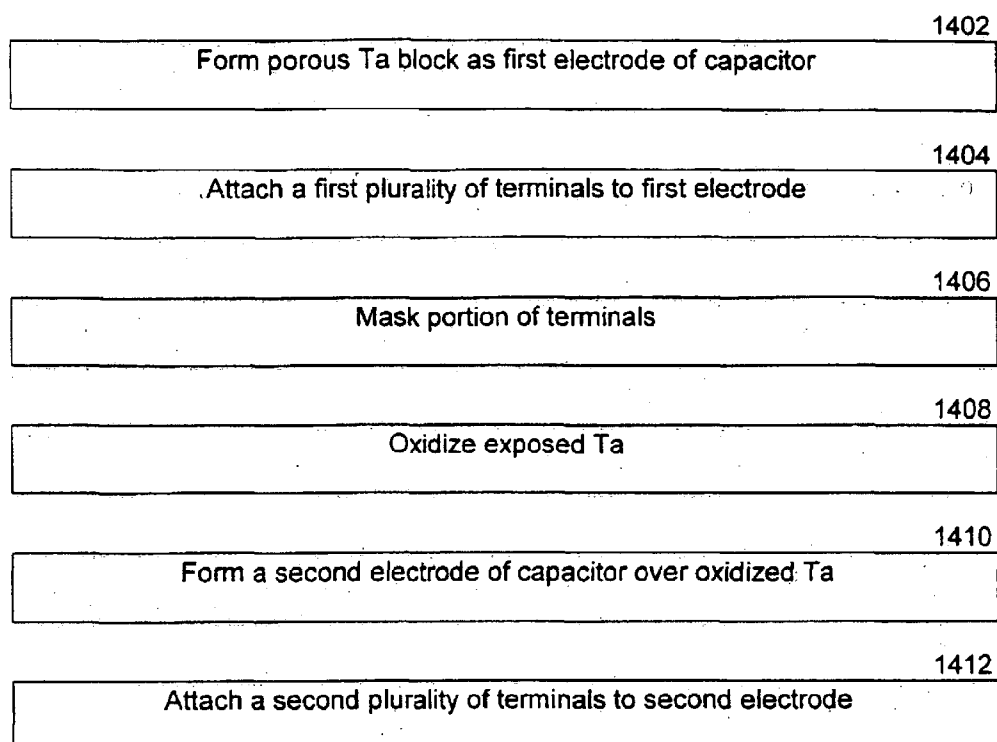 1402
Form porous Ta block as first electrode of capacitor
1404
Attach a first plurality of terminals to first electrode
1406
Mask portion of terminals
1408
Oxidize exposed Ta
1410
Form a second electrode of capacitor over oxidized Ta
1412
Attach a second plurality of terminals to second electrode